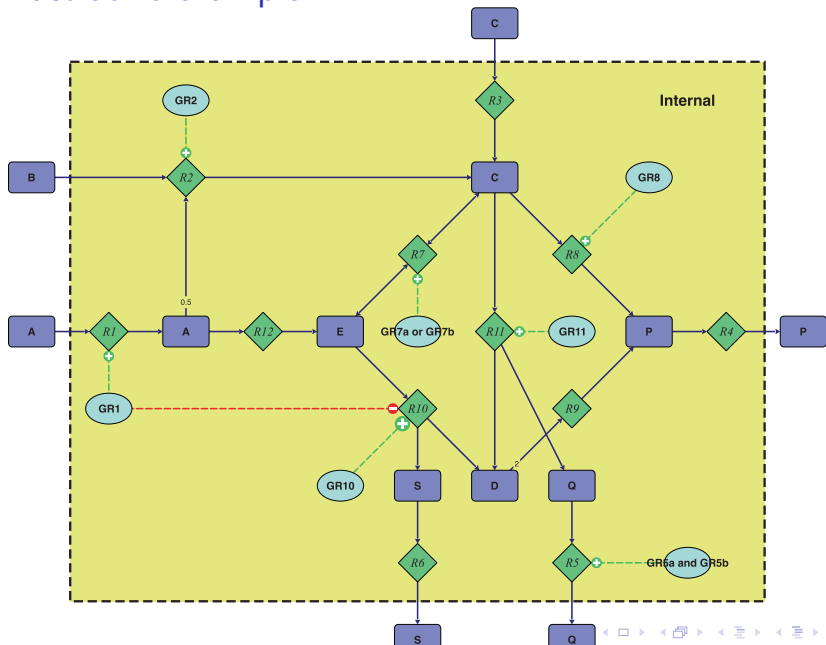 C
R3
Internal
GR2
B
R2
C
GR8
R7
R8
0.5
A
R1
A
R12
E
GR7a or GR7b
R11
GR11
P
R4
P
GR1
R10
R9
2
GR10
S
D
Q
R6
R5
GR5a and GR5b
S
Q